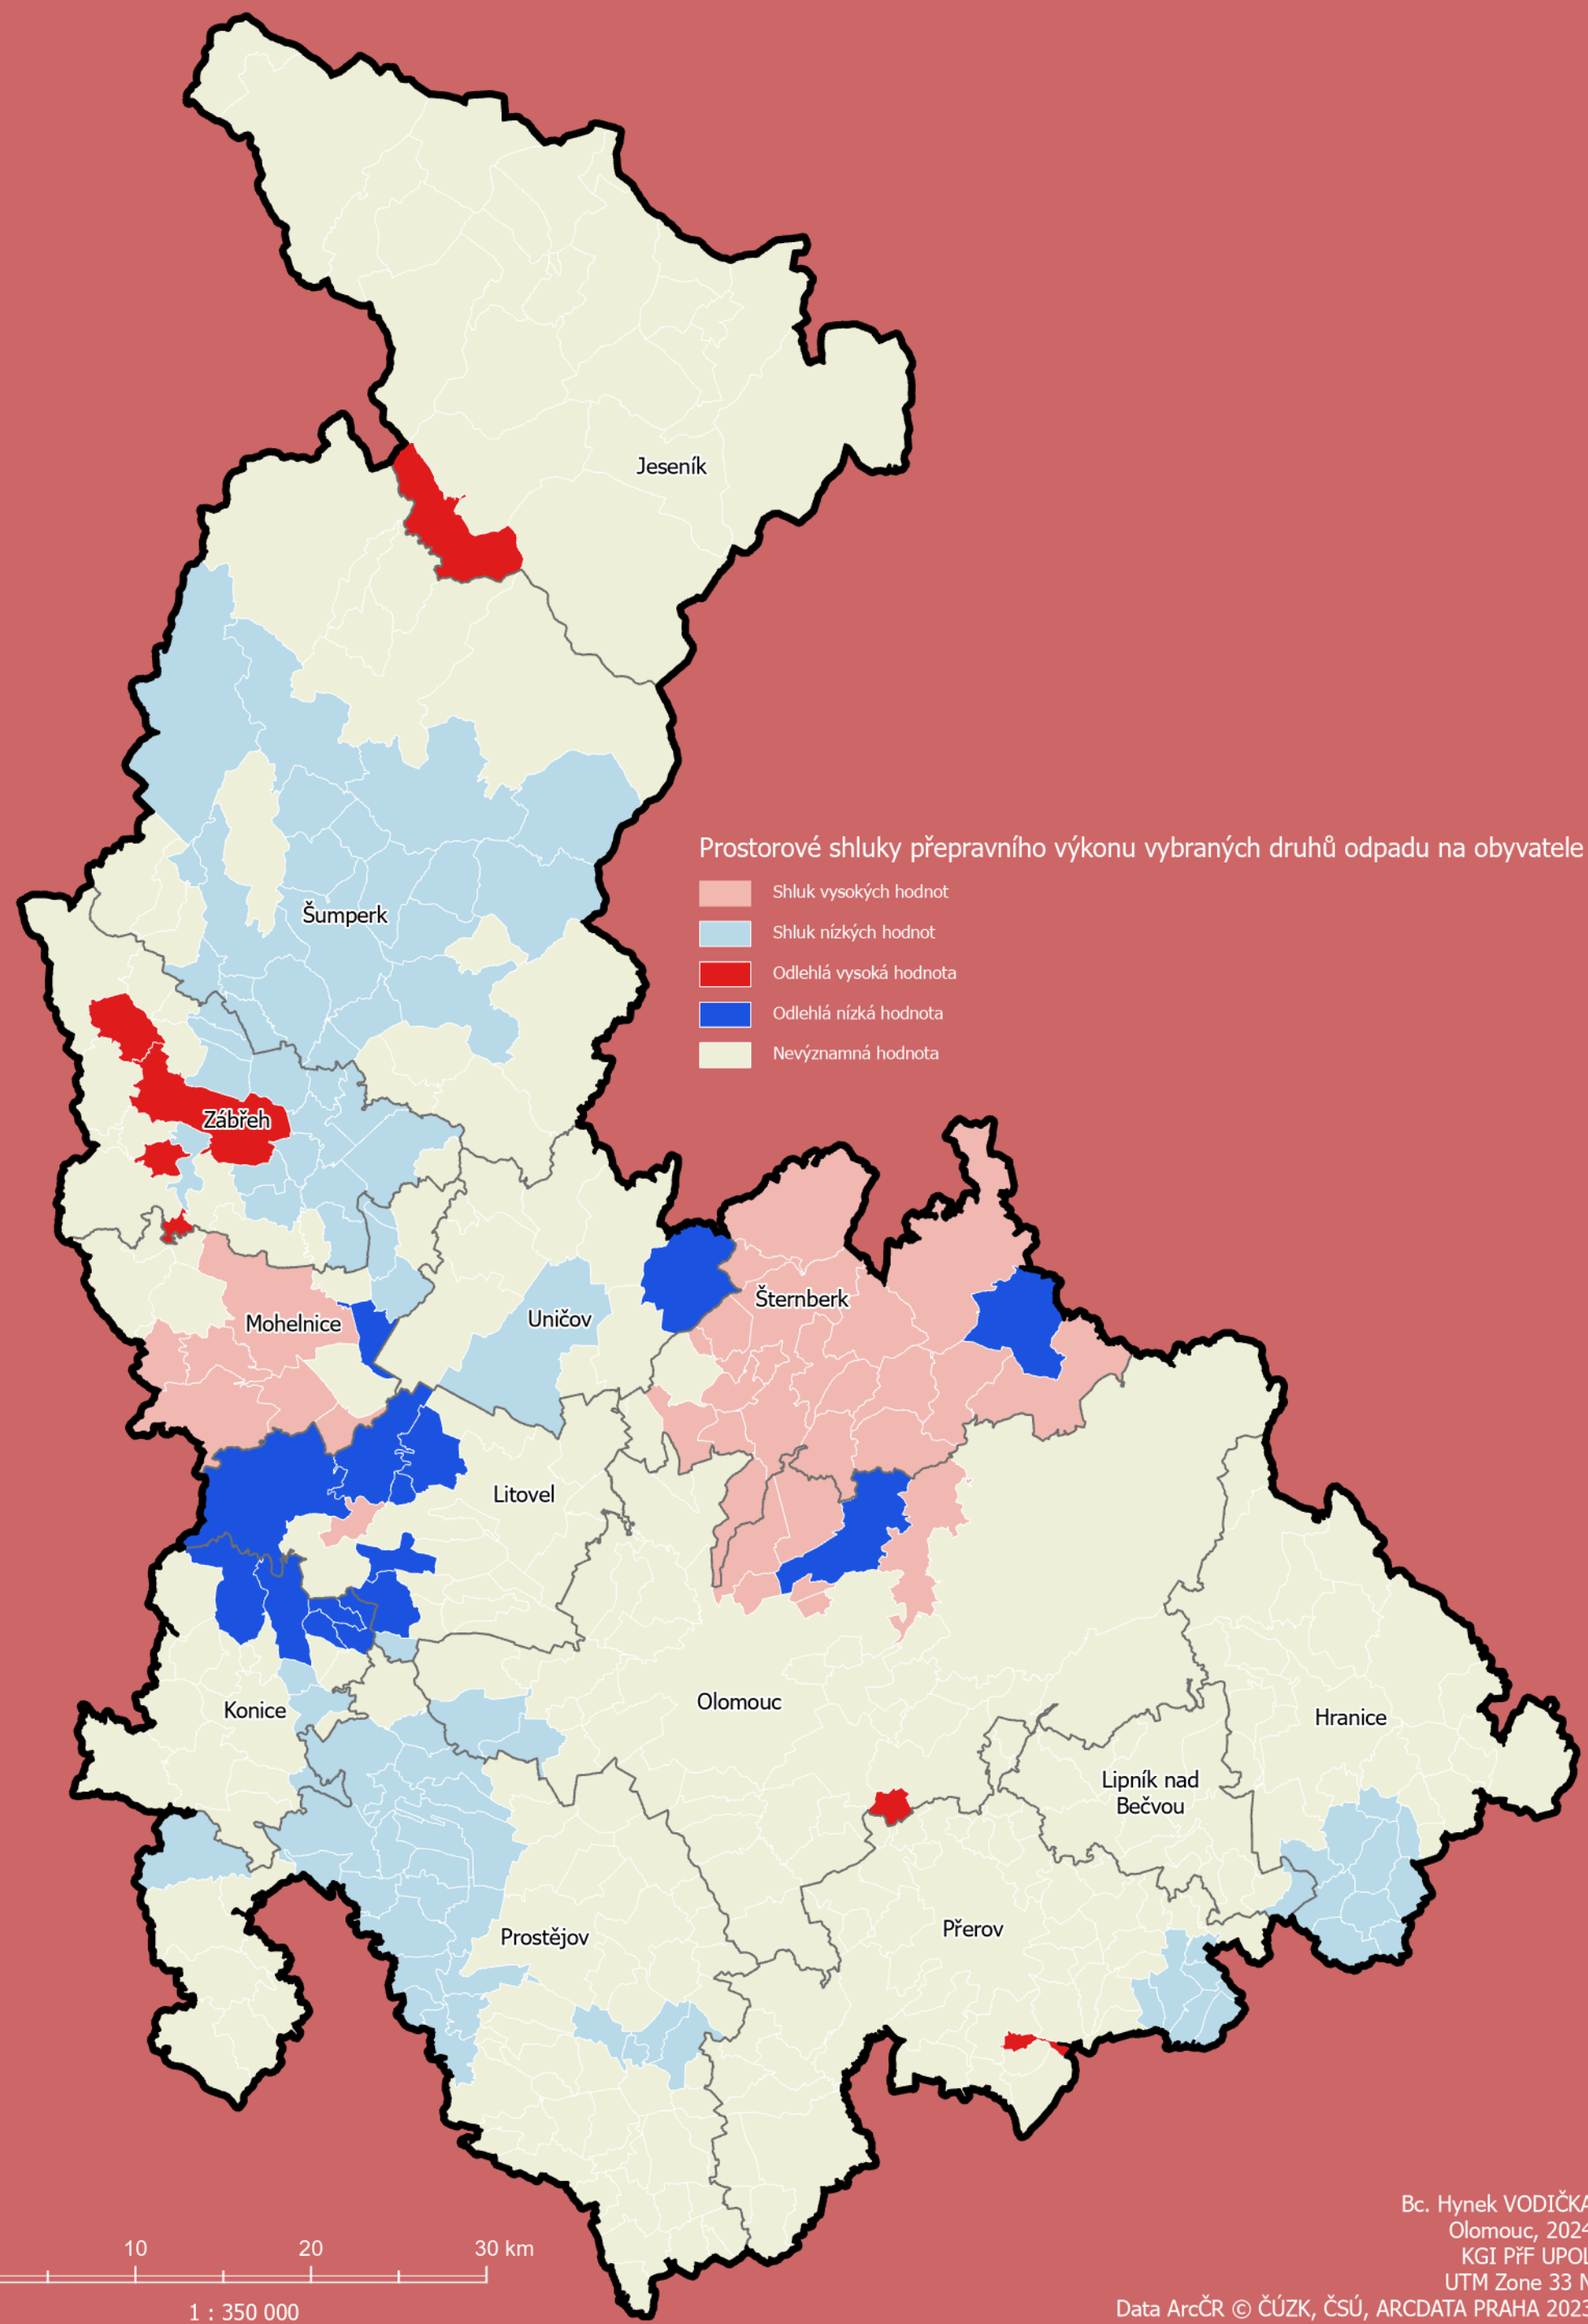 Jeseník
Prostorové shluky přepravního výkonu vybraných druhů odpadu na obyvatele
Shluk vysokých hodnot
Shluk nízkých hodnot
Odlehlá vysoká hodnota
Odlehlá nízká hodnota
Nevýznamná hodnota
Šumperk
Zábřeh
Šternberk
Uničov
Mohelnice
Litovel
Olomouc
Konice
Hranice
Lipník nad
Bečvou
Přerov
Prostějov
Bc. Hynek VODIČKA
Olomouc, 2024
KGI PřF UPOL
UTM Zone 33 N
Data ArcČR © ČÚZK, ČSÚ, ARCDATA PRAHA 2023
10 20 30 km
1 : 350 000